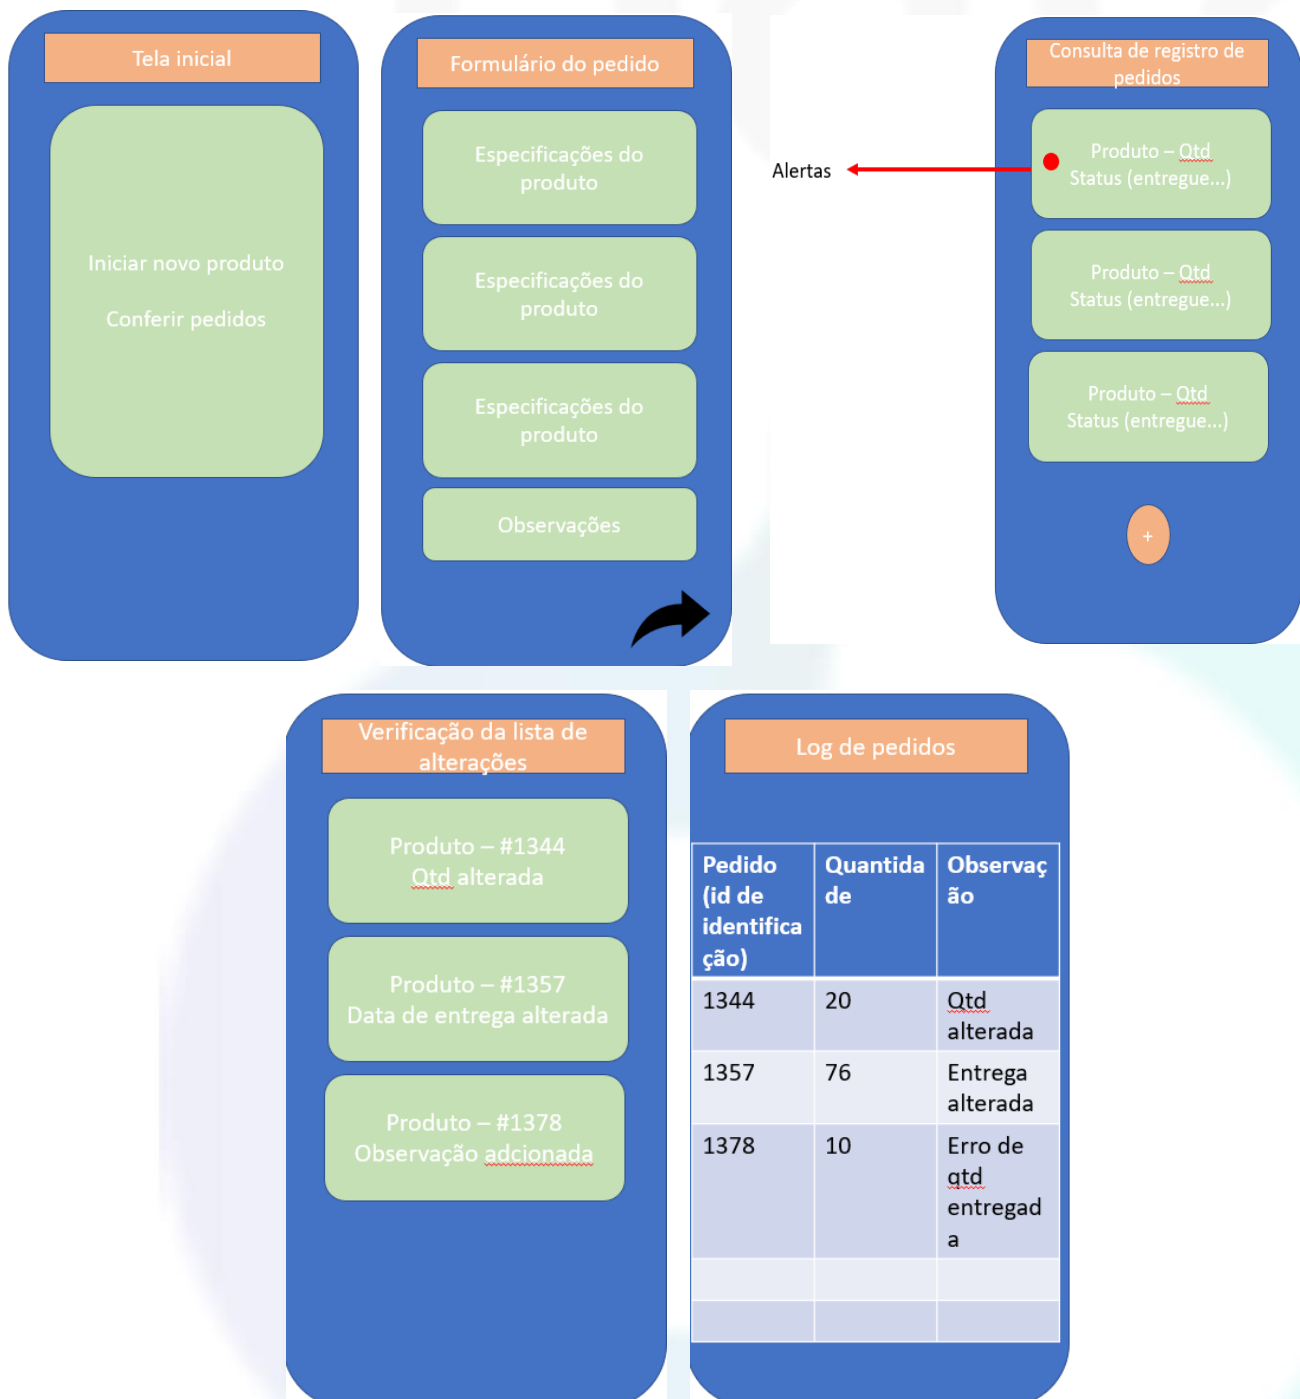 Tela inicial
Iniciar novo produto
Conferir pedidos
Formulário do pedido
Especificações do
produto
Especificações do
produto
Especificações do
produto
Observações
Alertas
Consulta de registro de
pedidos
Produto – Qtd
Status (entregue...)
Produto – Qtd
Status (entregue...)
Produto – Qtd
Status (entregue...)
+
Verificação da lista de
alterações
Produto – #1344
Qtd alterada
Produto – #1357
Data de entrega alterada
Produto – #1378
Observação adcionada
Log de pedidos
Pedido
(id de
identifica
ção)
Quantida
de
Observaç
ão
1344
20
Qtd
alterada
1357
76
Entrega
alterada
1378
10
Erro de
qtd
entregad
a